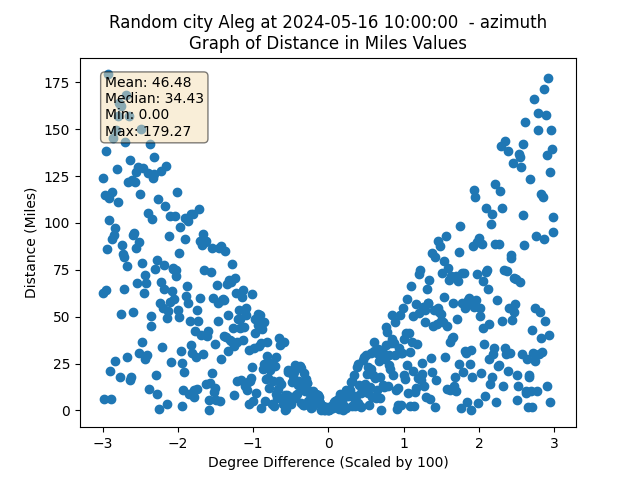 Random city Aleg at 2024-05-16 10:00:00 - azimuth
Graph of Distance in Miles Values
Mean: 46.48
Median: 34.43
Min: 0.00
Max: 179.27
175
150
125
100
75
50
25
0
Distance (Miles)
−3 −2 −1 0 1 2 3
Degree Difference (Scaled by 100)